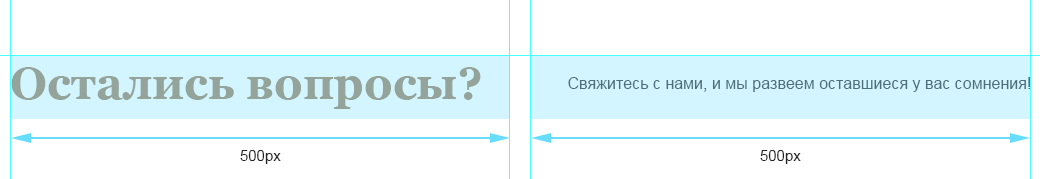 Остались вопросы?
Свяжитесь с нами, и мы развеем оставшиеся у вас сомнения!
500px
500px